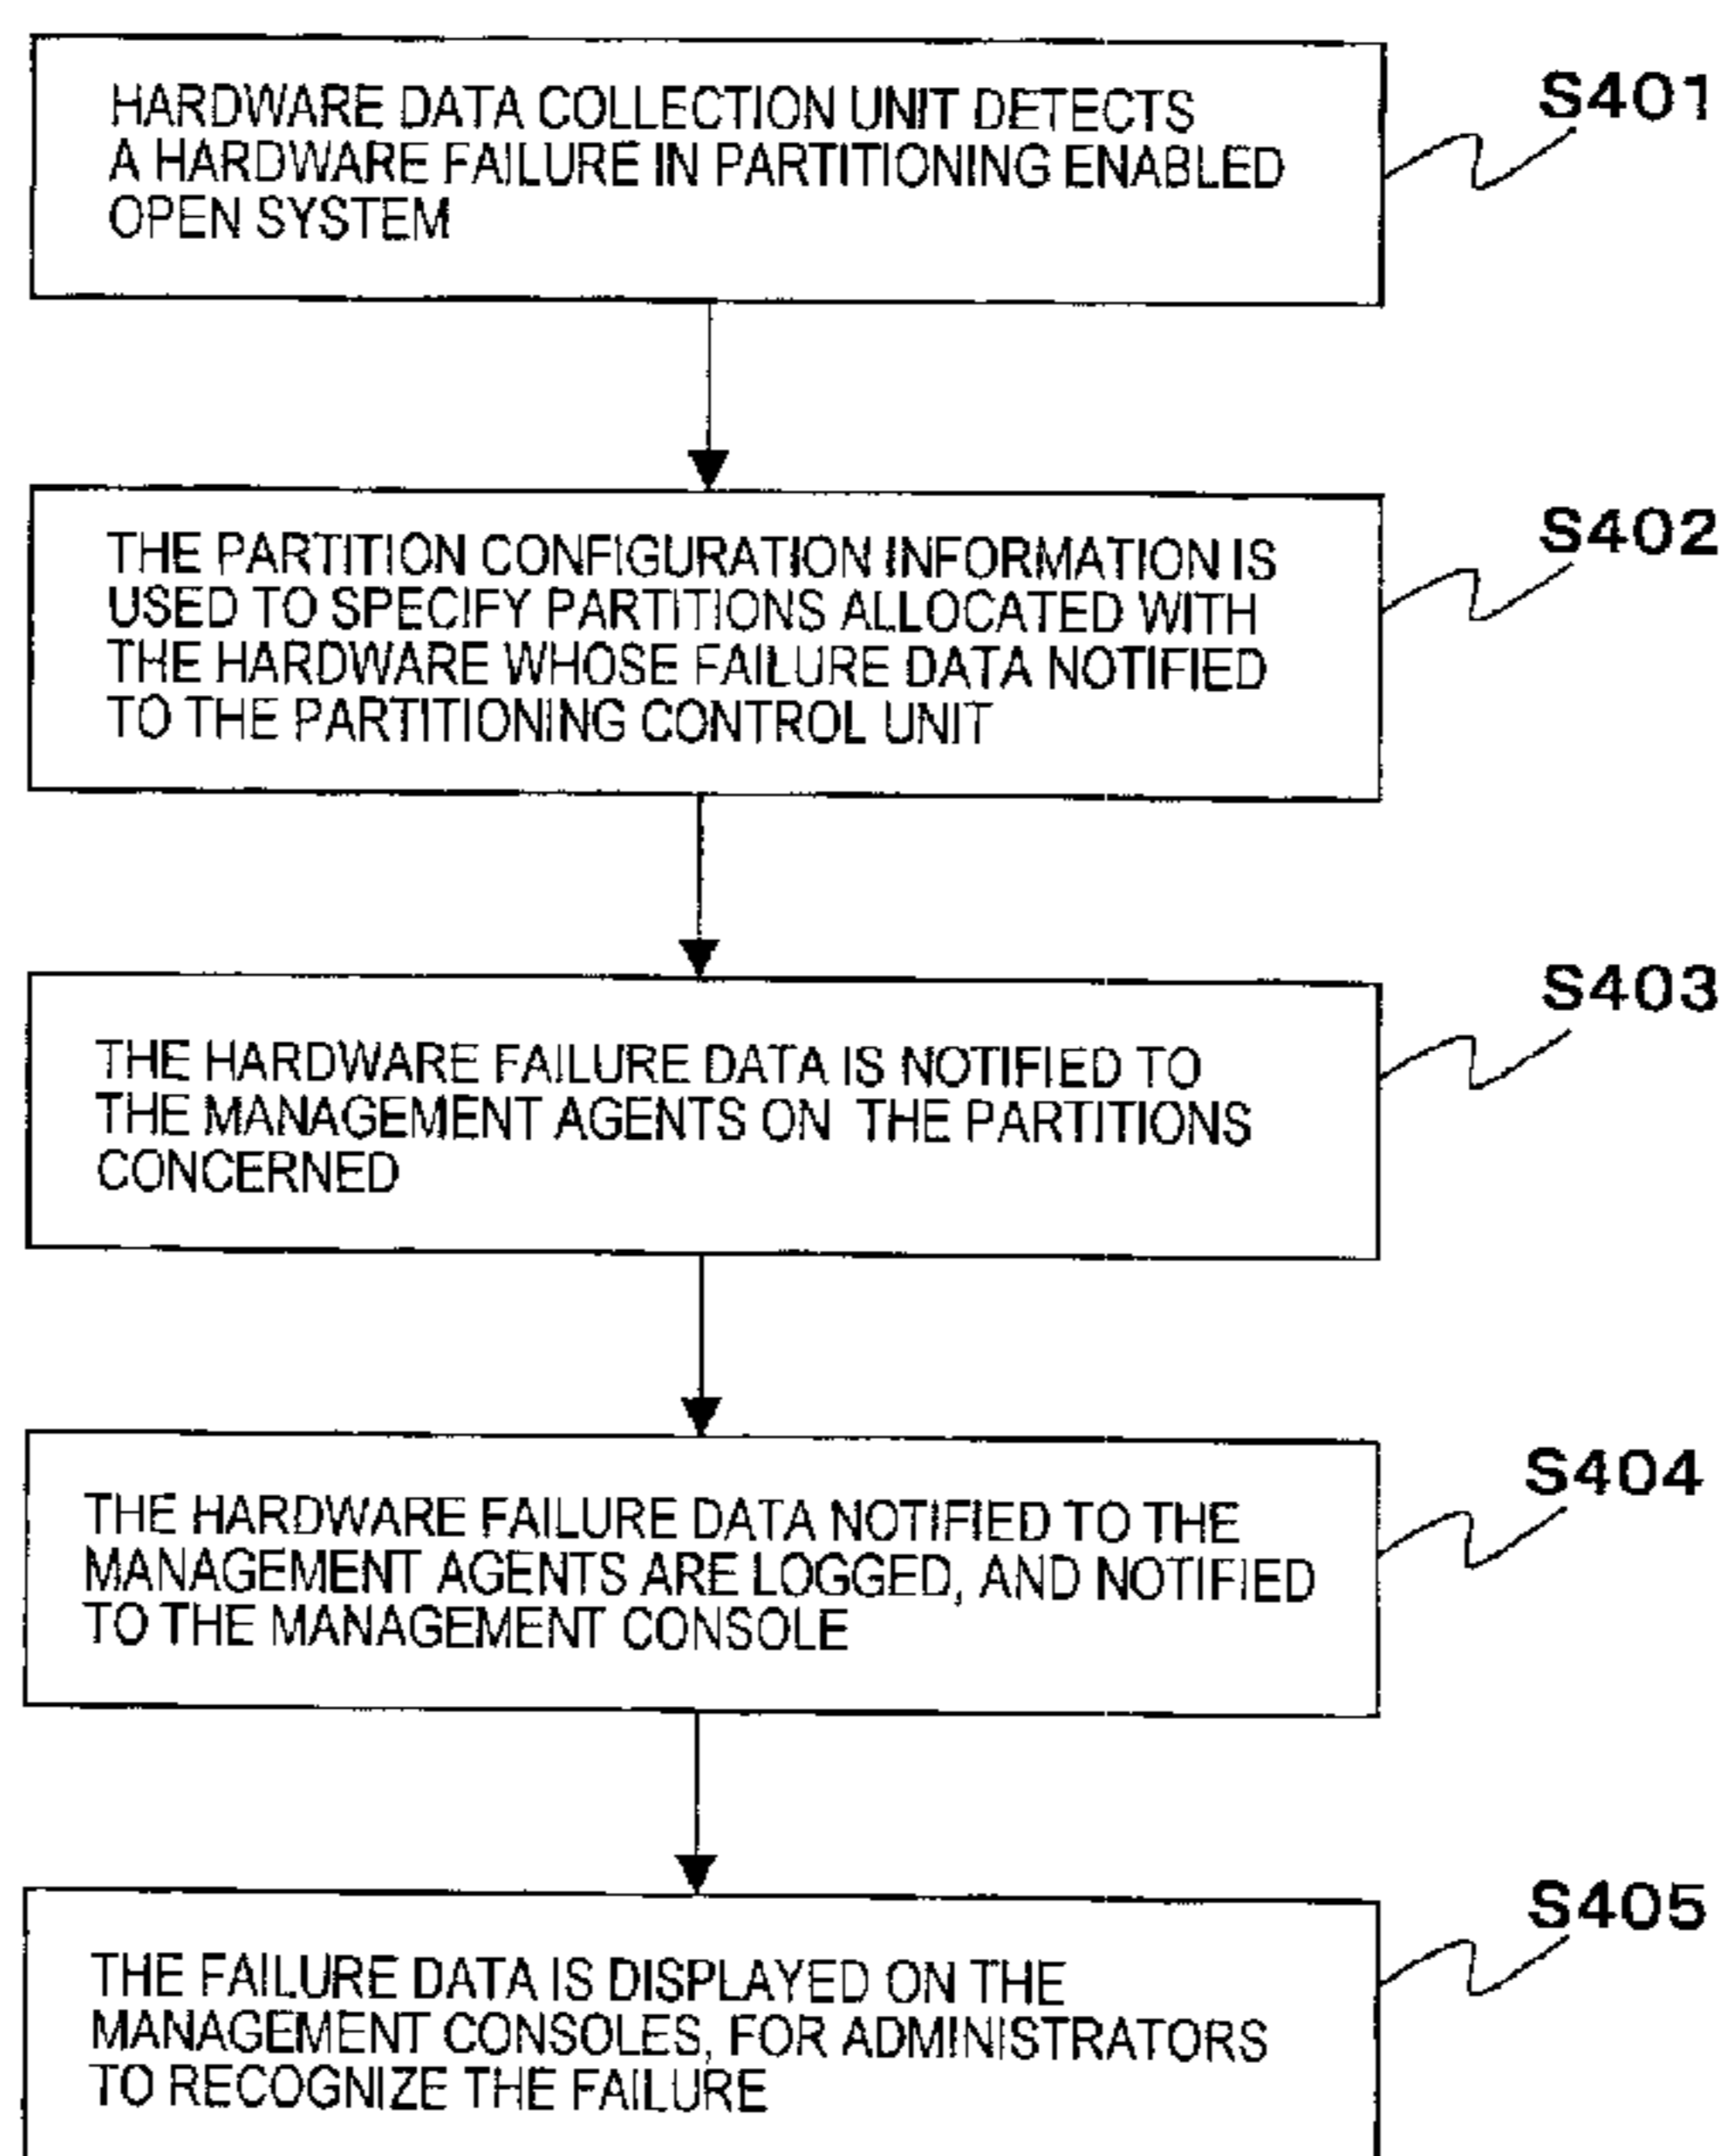 HARDWARE DATA COLLECTION UNIT DETECTS
A HARDWARE FAILURE IN PARTITIONING ENABLED
OPEN SYSTEM
S401
THE PARTITION CONFIGURATION INFORMATION IS
USED TO SPECIFY PARTITIONS ALLOCATED WITH
THE HARDWARE WHOSE FAILURE DATA NOTIFIED
TO THE PARTITIONING CONTROL UNIT
S402
THE HARDWARE FAILURE DATA IS NOTIFIED TO
THE MANAGEMENT AGENTS ON THE PARTITIONS
CONCERNED
S403
THE HARDWARE FAILURE DATA NOTIFIED TO THE
MANAGEMENT AGENTS ARE LOGGED, AND NOTIFIED
TO THE MANAGEMENT CONSOLE
S404
THE FAILURE DATA IS DISPLAYED ON THE
MANAGEMENT CONSOLES, FOR ADMINISTRATORS
TO RECOGNIZE THE FAILURE
S405